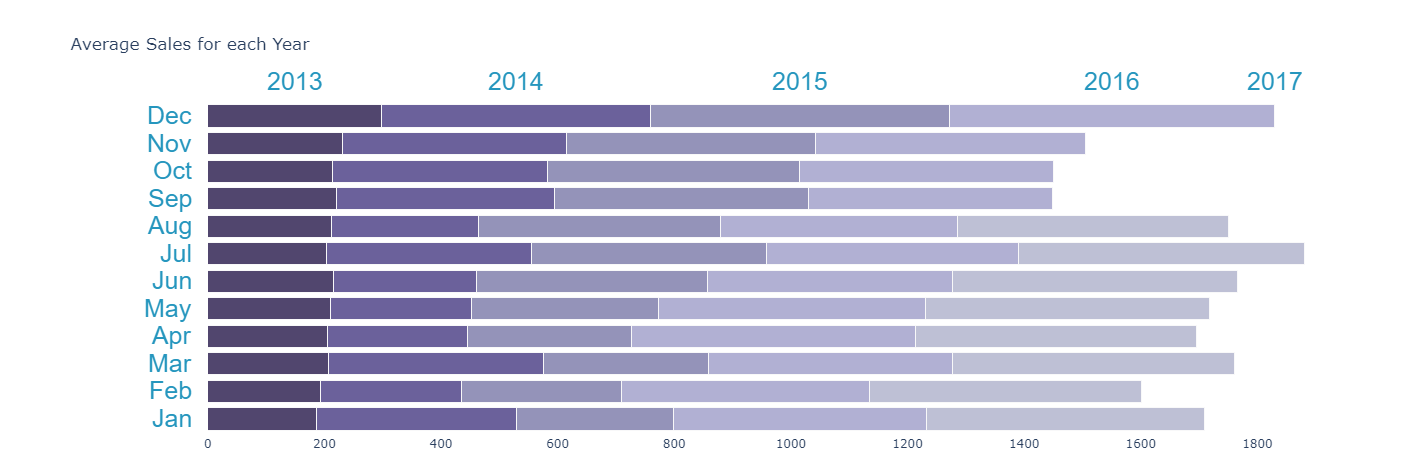 Average Sales for each Year
2013 2014 2015 2016 2017
Dec
Nov
Oct
Sep
Aug
Jul
Jun
May
Apr
Mar
Feb
Jan
0 200 400 600 800 1000 1200 1400 1600 1800